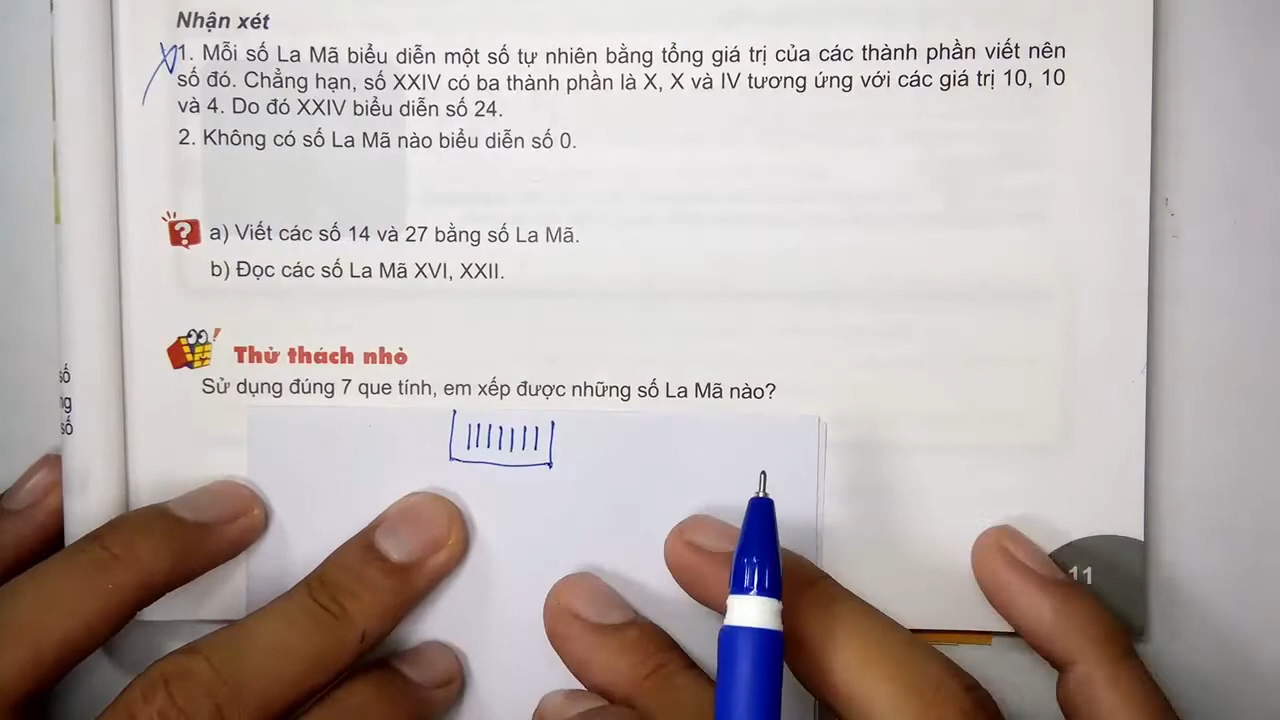 Nhận xét
1. Mỗi số La Mã biểu diễn một số tự nhiên bằng tổng giá trị của các thành phần viết nên
số đó. Chẳng hạn, số XXIV có ba thành phần là X, X và IV tương ứng với các giá trị 10, 10
và 4. Do đó XXIV biểu diễn số 24.
2. Không có số La Mã nào biểu diễn số 0.
?
a) Viết các số 14 và 27 bằng số La Mã.
b) Đọc các số La Mã XVI, XXII.
Thử thách nhỏ
Sử dụng đúng 7 que tính, em xếp được những số La Mã nào?
số
số
11